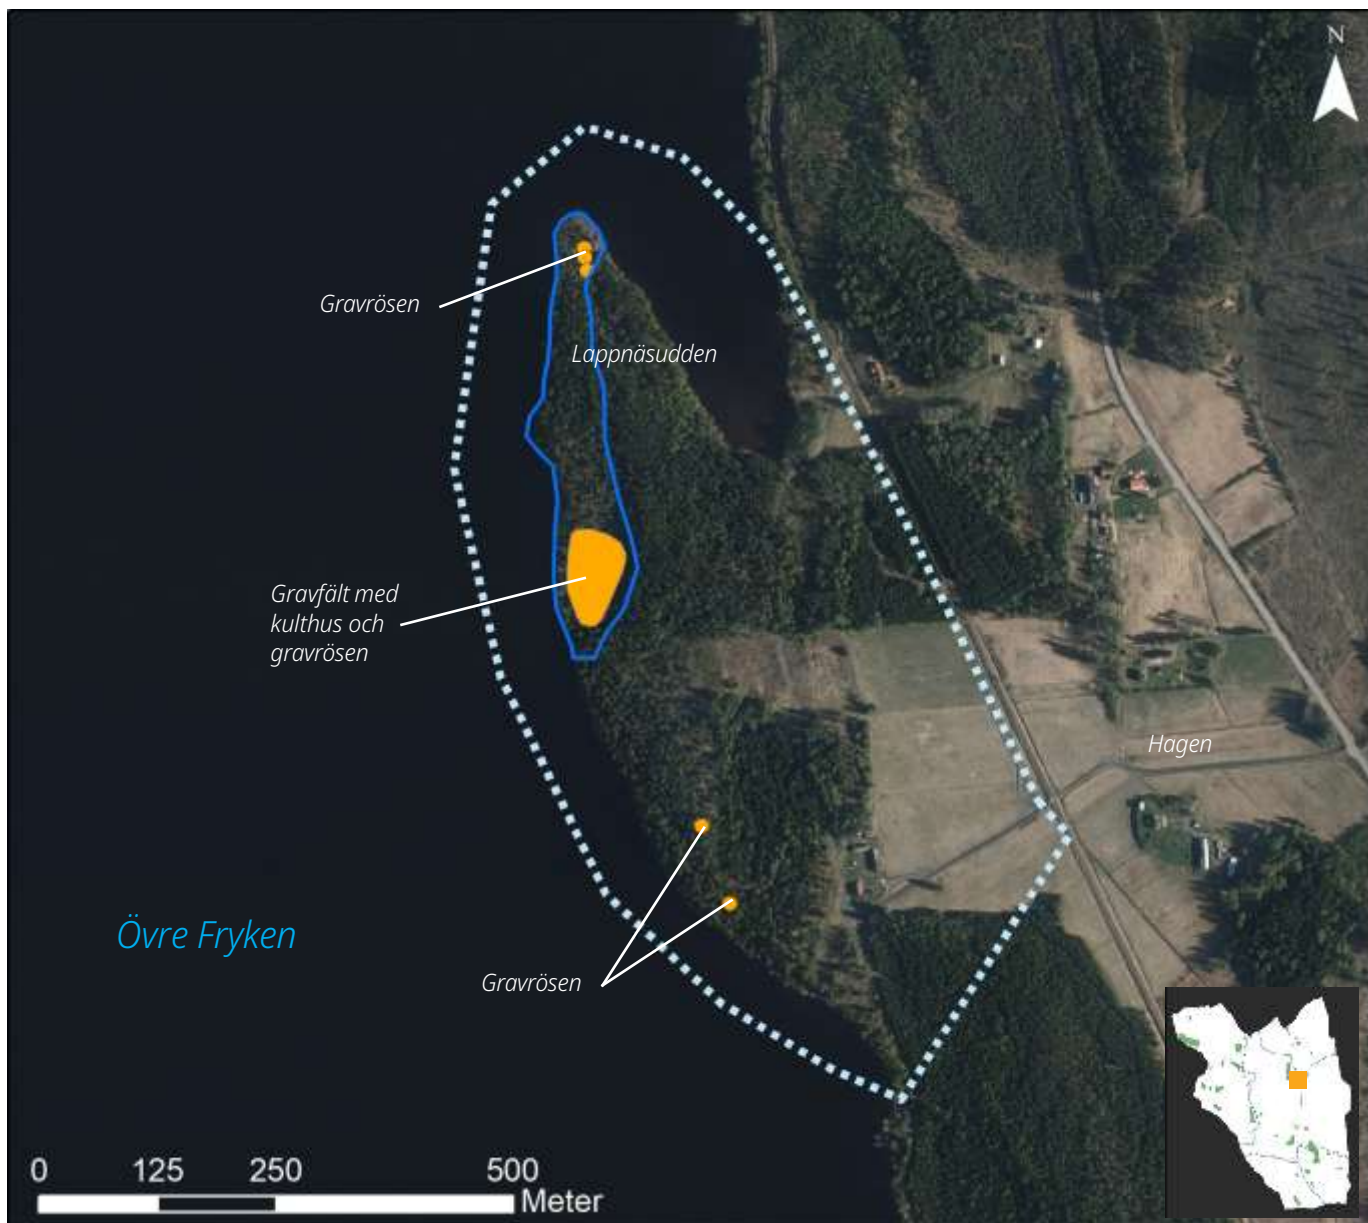 N
Gravrösen
Lappnäsudden
Gravfält med
kulthus och
gravrösen
Hagen
Övre Fryken
Gravrösen
0 125 250 500
Meter